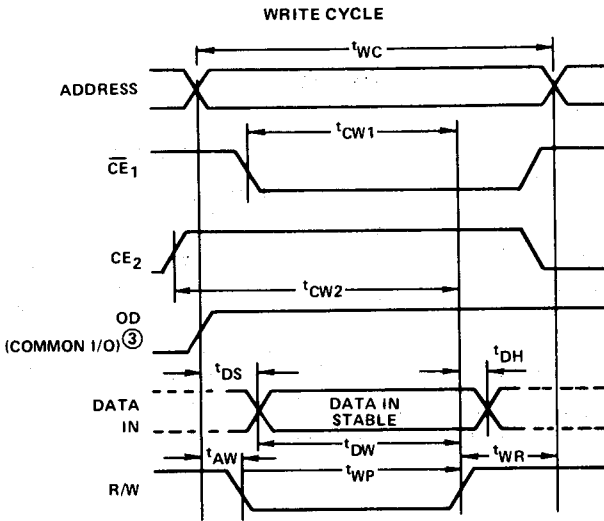 WRITE CYCLE
tWC
ADDRESS
tCW1
CE1
CE2
tCW2
OD
(COMMON I/O) ③
tDS
tDH
DATA
IN
DATA IN
STABLE
tDW
tAW
tWP
tWR
R/W